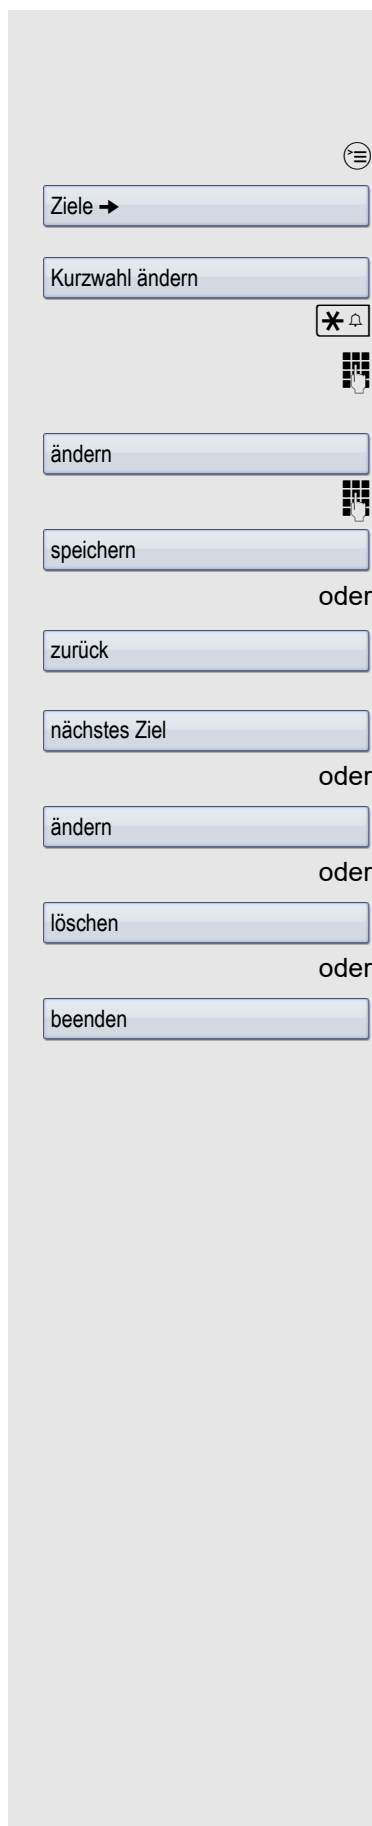 Ziele ➔
Kurzwahl ändern
ändern
speichern
oder
zurück
nächstes Ziel
oder
ändern
oder
löschen
oder
beenden